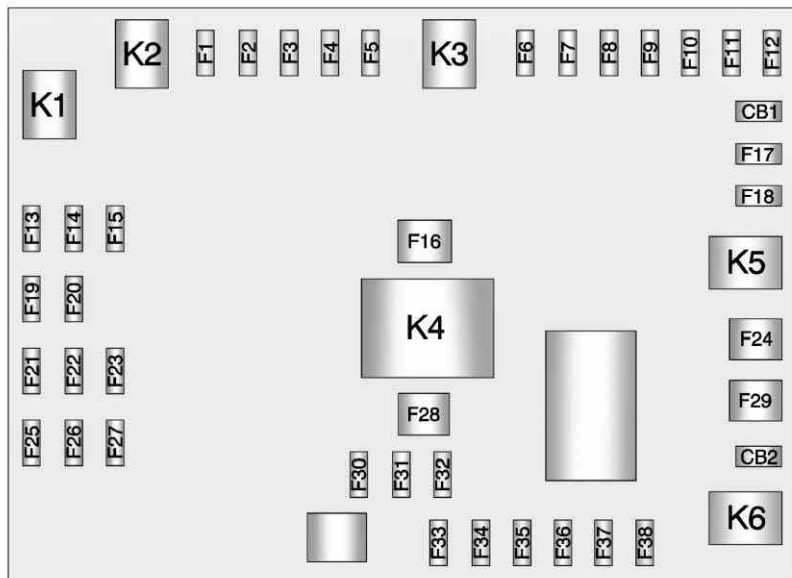 K2 F1 F2 F3 F4 F5 K3 F6 F7 F8 F9 F10 F11 F12
K1
CB1
F17
F18
F13 F14 F15
F16
K5
F19 F20
K4
F24
F21 F22 F23
F29
F28
F25 F26 F27
CB2
F30 F31 F32
K6
F33 F34 F35 F36 F37 F38